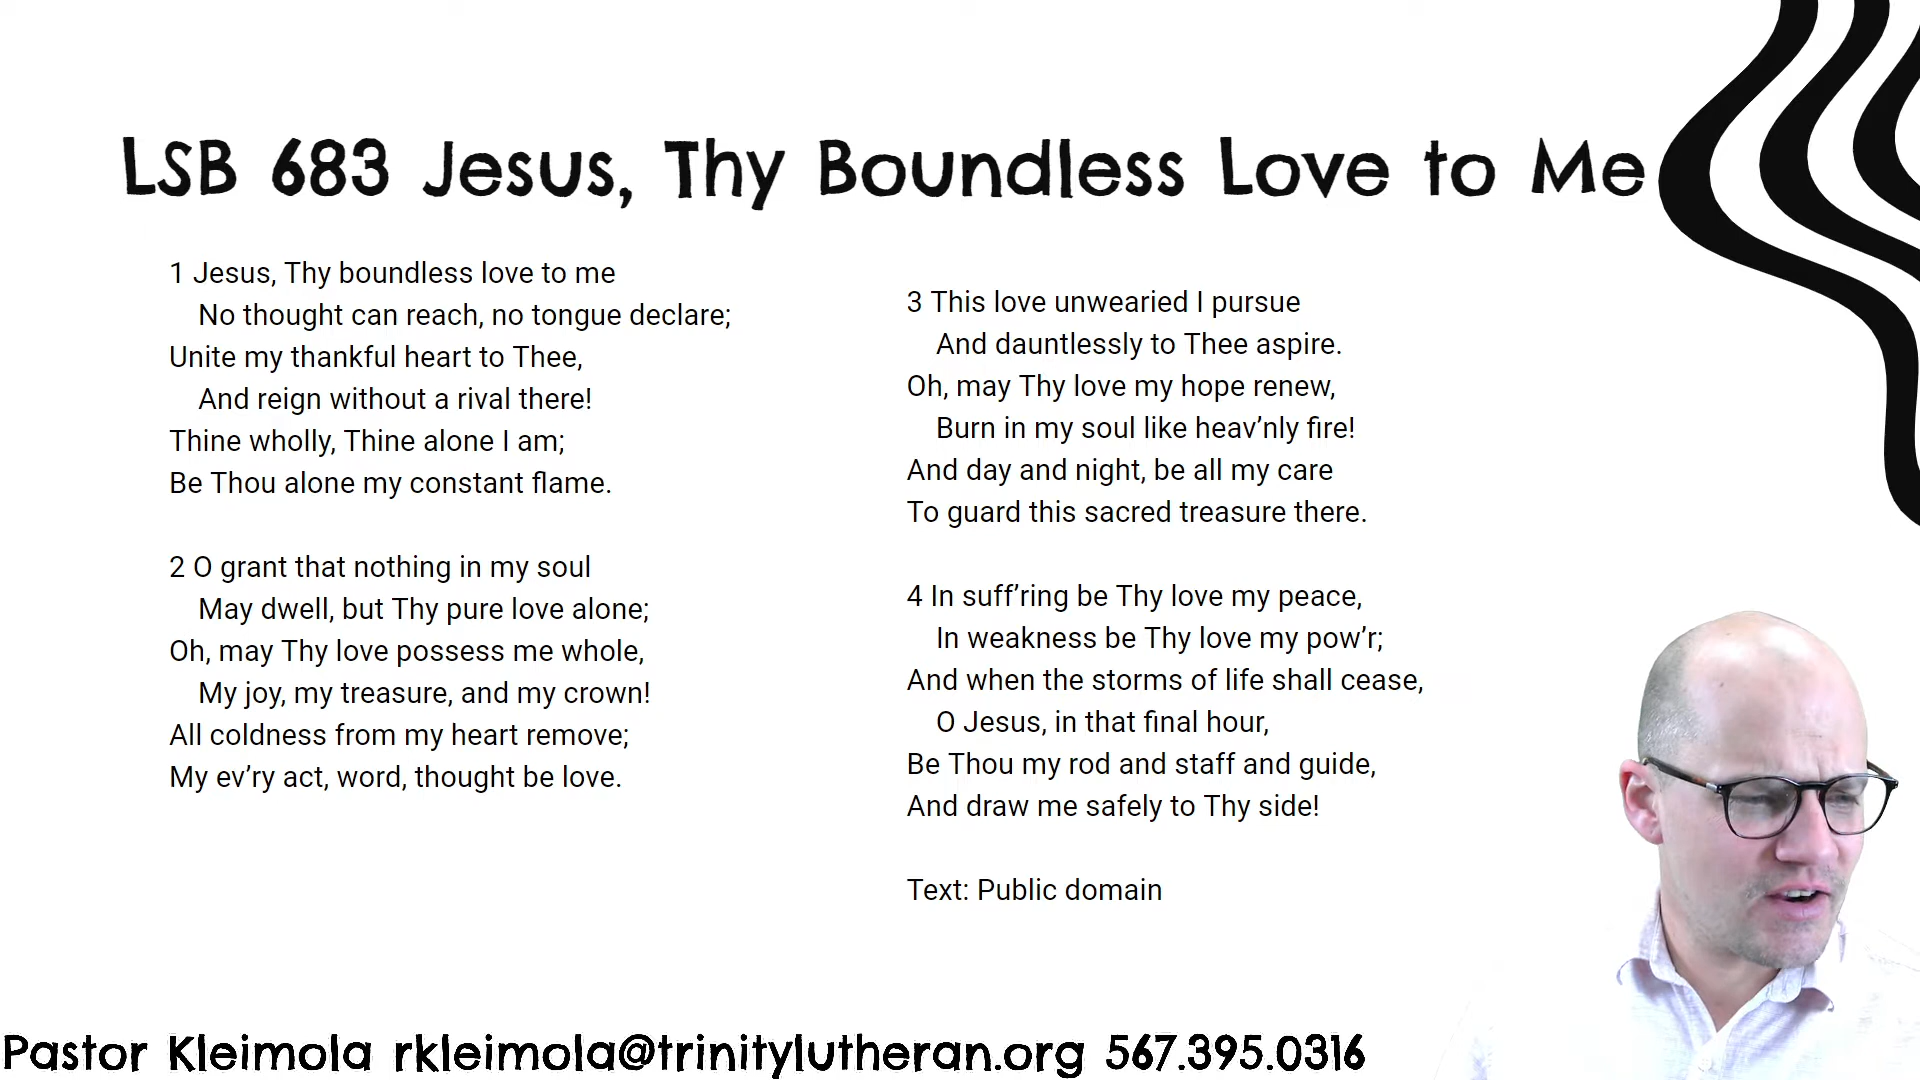 LSB 683 Jesus, Thy Boundless Love to Me
1 Jesus, Thy boundless love to me
No thought can reach, no tongue declare;
Unite my thankful heart to Thee,
And reign without a rival there!
Thine wholly, Thine alone I am;
Be Thou alone my constant flame.
2 O grant that nothing in my soul
May dwell, but Thy pure love alone;
Oh, may Thy love possess me whole,
My joy, my treasure, and my crown!
All coldness from my heart remove;
My ev’ry act, word, thought be love.
3 This love unwearied I pursue
And dauntlessly to Thee aspire.
Oh, may Thy love my hope renew,
Burn in my soul like heav’nly fire!
And day and night, be all my care
To guard this sacred treasure there.
4 In suff’ring be Thy love my peace,
In weakness be Thy love my pow’r;
And when the storms of life shall cease,
O Jesus, in that final hour,
Be Thou my rod and staff and guide,
And draw me safely to Thy side!
Text: Public domain
Pastor Kleimola rkleimola@trinitylutheran.org 567.395.0316